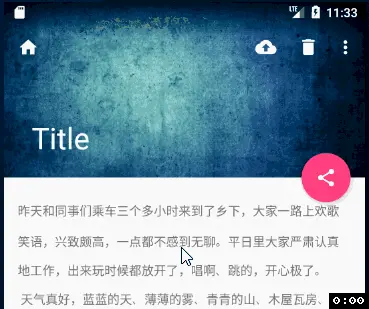 LTE 11:33
Title
昨天和同事们乘车三个多小时来到了乡下，大家一路上欢歌
笑语，兴致颇高，一点都不感到无聊。平日里大家严肃认真
地工作，出来玩时候都放开了，唱啊、跳的，开心极了。
天气真好，蓝蓝的天、薄薄的雾、青青的山、木屋瓦房、
0:00